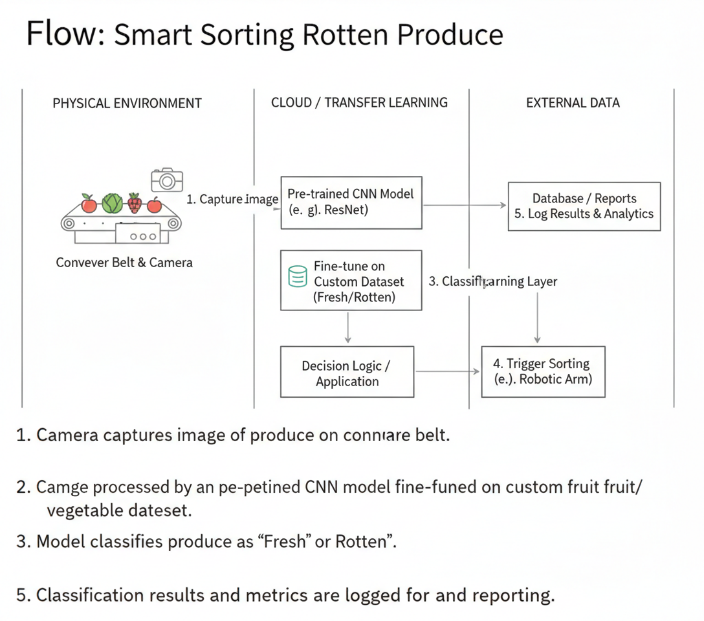 Flow: Smart Sorting Rotten Produce
PHYSICAL ENVIRONMENT
CLOUD / TRANSFER LEARNING
EXTERNAL DATA
1. Capture Image
Convever Belt & Camera
Pre-trained CNN Model
(e. g). ResNet)
Database / Reports
5. Log Results & Analytics
Fine-tune on
Custom Dataset
(Fresh/Rotten)
3. Layer
Decision Logic /
Application
4. Trigger Sorting
(e.). Robotic Arm)
1. Camera captures image of produce on belt.
2. Camge processed by an pe-petined CNN model fine-funed on custom fruit fruit/
vegetable dateset.
3. Model classifies produce as “Fresh” or Rotten”.
5. Classification results and metrics are logged for and reporting.